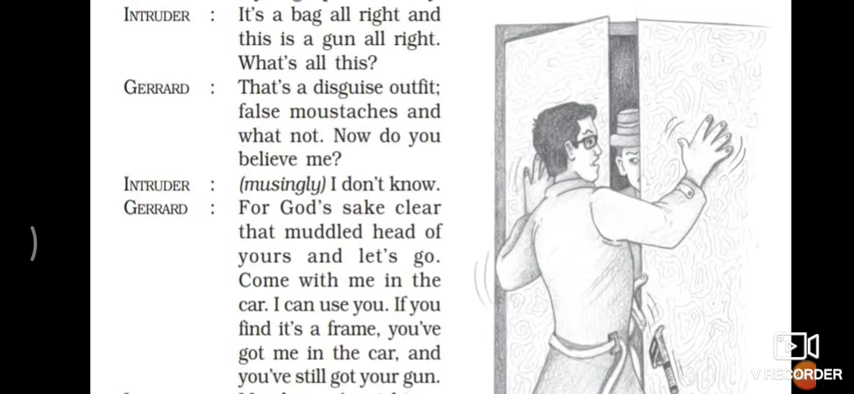 INTRUDER : It's a bag all right and
this is a gun all right.
What's all this?
GERRARD : That's a disguise outfit;
false moustaches and
what not. Now do you
believe me?
INTRUDER : (musingly) I don't know.
GERRARD : For God's sake clear
that muddled head of
yours and let's go.
Come with me in the
car. I can use you. If you
find it's a frame, you've
got me in the car, and
you've still got your gun.
V RECORDER